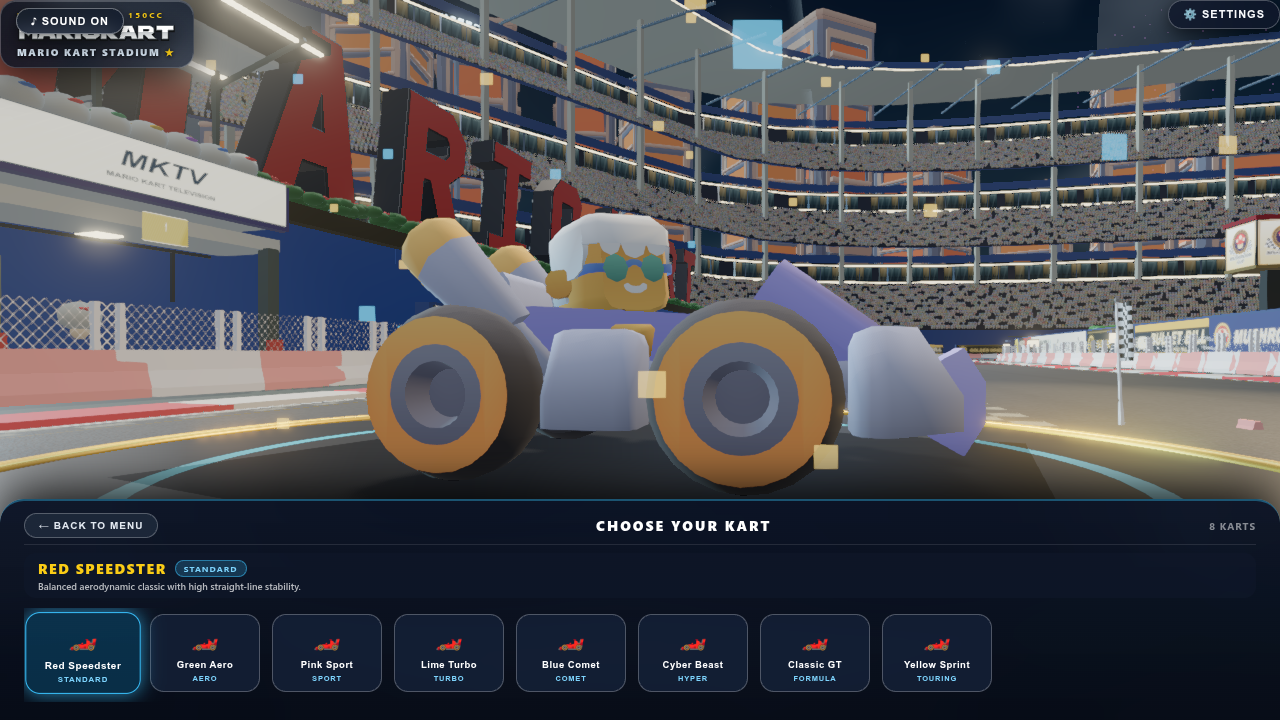 ♪ SOUND ON
150CC
MARIOKART
MARIO KART STADIUM ★
⚙️ SETTINGS
MKTV
MARIO KART TELEVISION
← BACK TO MENU
CHOOSE YOUR KART
8 KARTS
RED SPEEDSTER
STANDARD
Balanced aerodynamic classic with high straight-line stability.
Red Speedster
STANDARD
Green Aero
AERO
Pink Sport
SPORT
Lime Turbo
TURBO
Blue Comet
COMET
Cyber Beast
HYPER
Classic GT
FORMULA
Yellow Sprint
TOURING